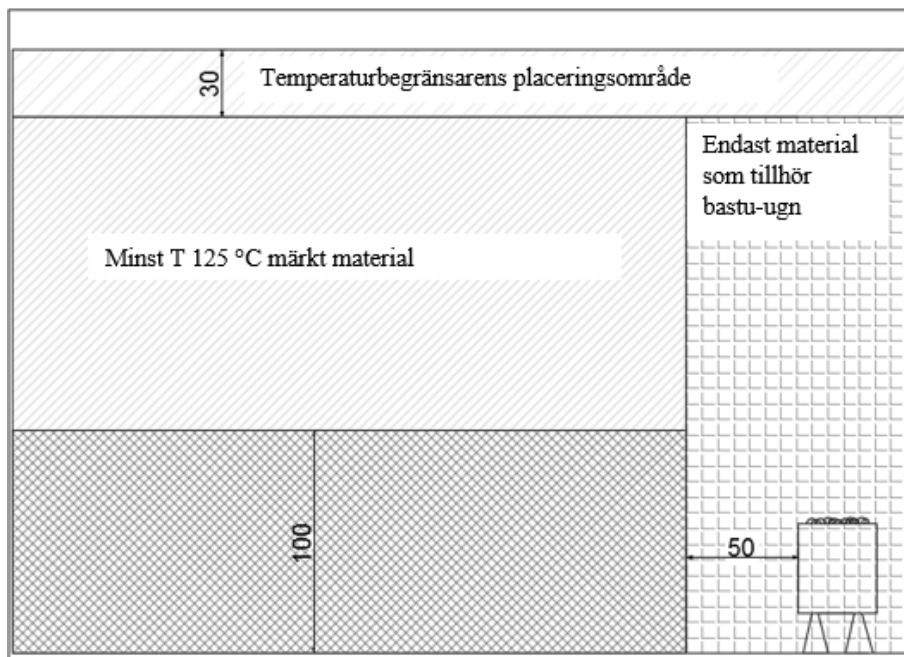 30
Temperaturbegränsarens placeringsområde
Endast material
som tillhör
bastu-ugn
Minst T 125 °C märkt material
100
50